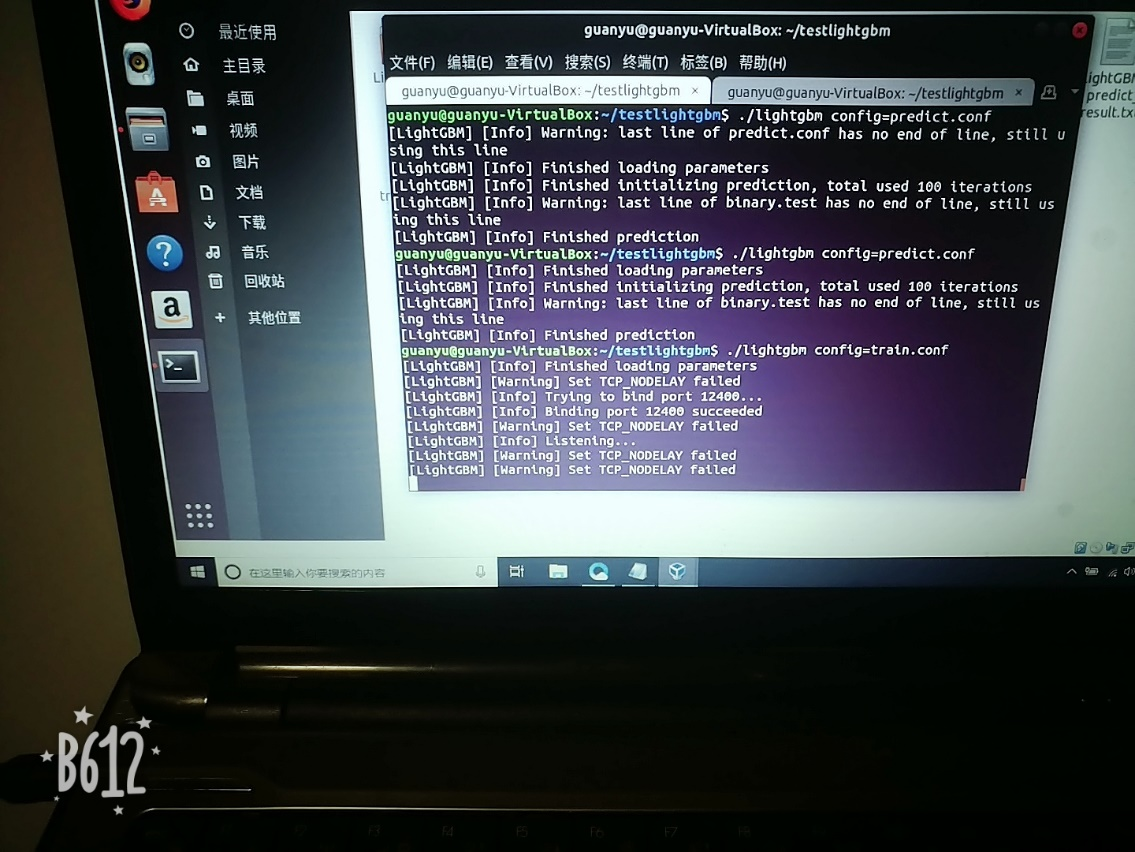 guanyu@guanyu-VirtualBox: ~/testlightgbm
文件(F) 编辑(E) 查看(V) 搜索(S) 终端(T) 标签(B) 帮助(H)
guanyu@guanyu-VirtualBox: ~/testlightgbm × guanyu@guanyu-VirtualBox: ~/testlightgbm ×
guanyu@guanyu-VirtualBox:~/testlightgbm$ ./lightgbm config=predict.conf
[LightGBM] [Info] Warning: last line of predict.conf has no end of line, still u
sing this line
[LightGBM] [Info] Finished loading parameters
[LightGBM] [Info] Finished initializing prediction, total used 100 iterations
[LightGBM] [Info] Warning: last line of binary.test has no end of line, still us
ing this line
[LightGBM] [Info] Finished prediction
guanyu@guanyu-VirtualBox:~/testlightgbm$ ./lightgbm config=predict.conf
[LightGBM] [Info] Finished loading parameters
[LightGBM] [Info] Finished initializing prediction, total used 100 iterations
[LightGBM] [Info] Warning: last line of binary.test has no end of line, still us
ing this line
[LightGBM] [Info] Finished prediction
guanyu@guanyu-VirtualBox:~/testlightgbm$ ./lightgbm config=train.conf
[LightGBM] [Info] Finished loading parameters
[LightGBM] [Warning] Set TCP_NODELAY failed
[LightGBM] [Info] Trying to bind port 12400...
[LightGBM] [Info] Binding port 12400 succeeded
[LightGBM] [Warning] Set TCP_NODELAY failed
[LightGBM] [Info] Listening...
[LightGBM] [Warning] Set TCP_NODELAY failed
[LightGBM] [Warning] Set TCP_NODELAY failed
最近使用
主目录
桌面
视频
图片
文档
下载
音乐
回收站
+ 其他位置
ightGBM
predict_
result.txt
在这里输入你要搜索的内容
B612
F4
F5
F6
F7